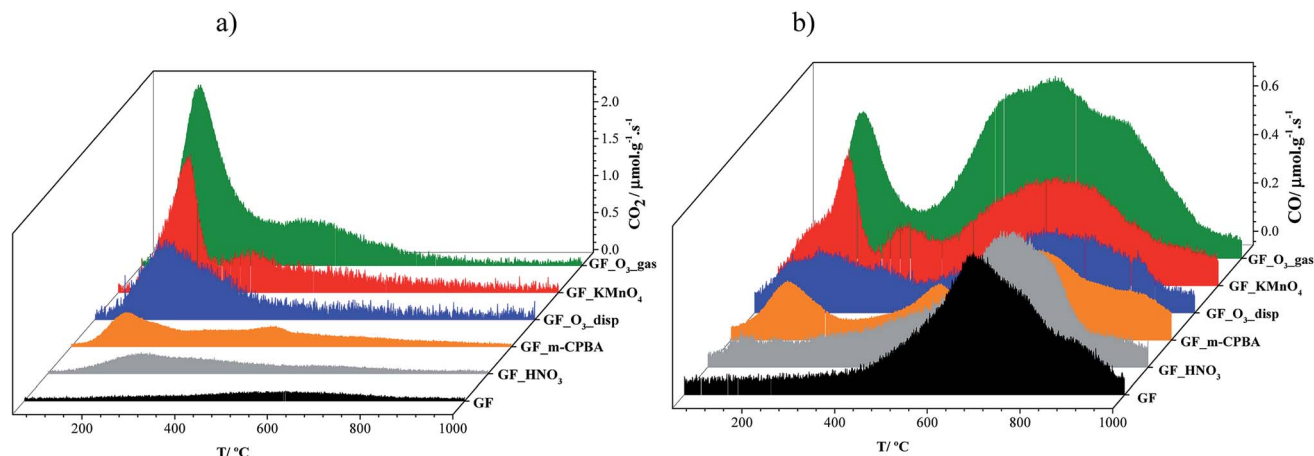 a)
2.0
1.5
1.0
0.5
0.0
CO₂/ μmol.g⁻¹.s⁻¹
GF_O₃_gas
GF_KMnO₄
GF_O₃_disp
GF_m-CPBA
GF_HNO₃
GF
200 400 600 800 1000
T/ ºC
b)
0.6
0.4
0.2
0.0
CO/ μmol.g⁻¹.s⁻¹
GF_O₃_gas
GF_KMnO₄
GF_O₃_disp
GF_m-CPBA
GF_HNO₃
GF
200 400 600 800 1000
T/ ºC